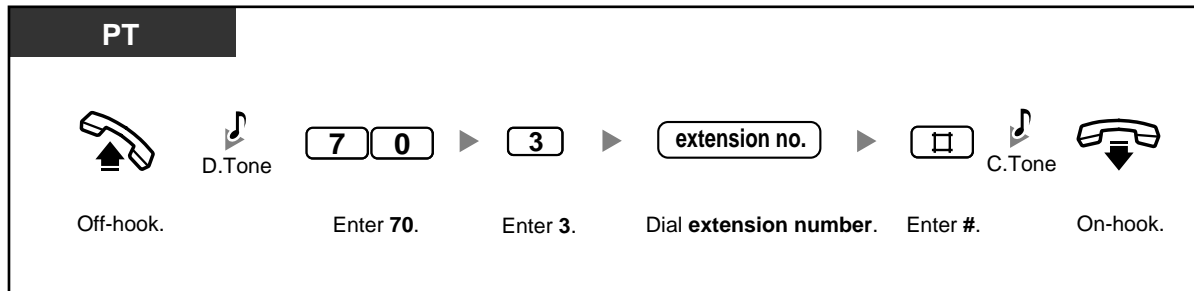 PT
D.Tone
7 0
3
extension no.
#
C.Tone
Off-hook.
Enter 70.
Enter 3.
Dial extension number.
Enter #.
On-hook.